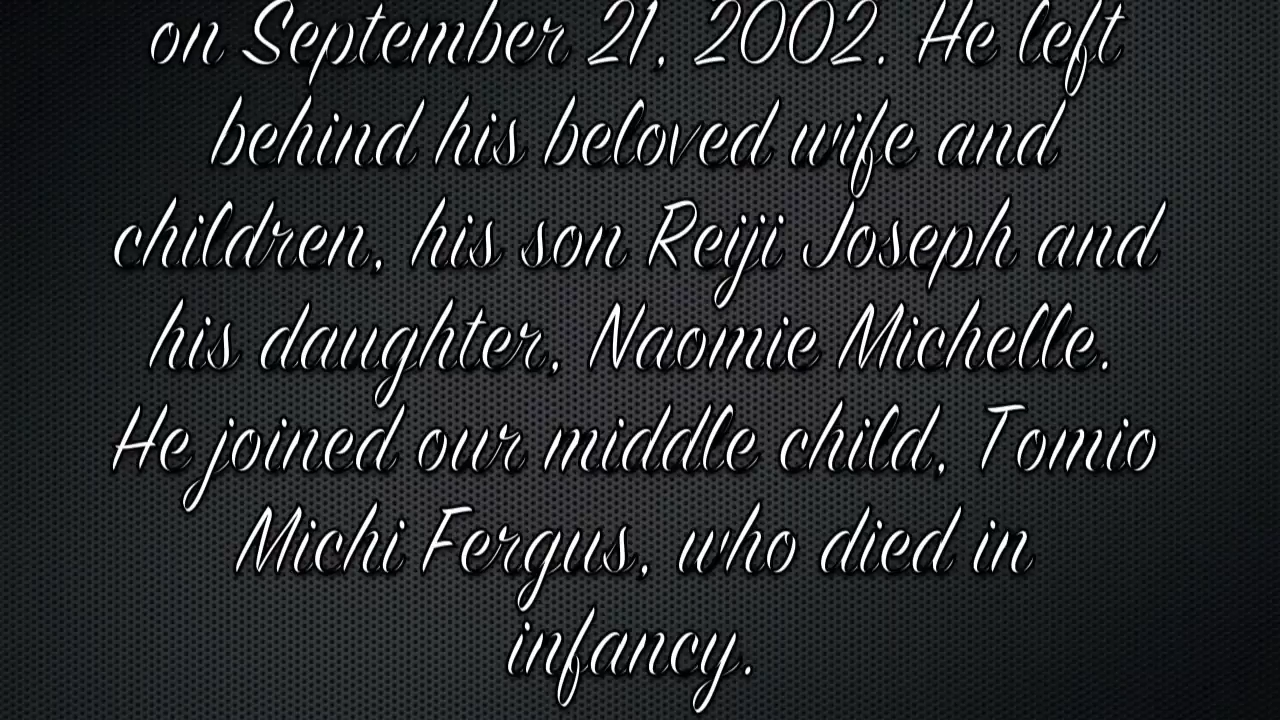 on September 21, 2002. He left
behind his beloved wife and
children, his son Reiji Joseph and
his daughter, Naomie Michelle.
He joined our middle child, Tomio
Michi Fergus, who died in
infancy.